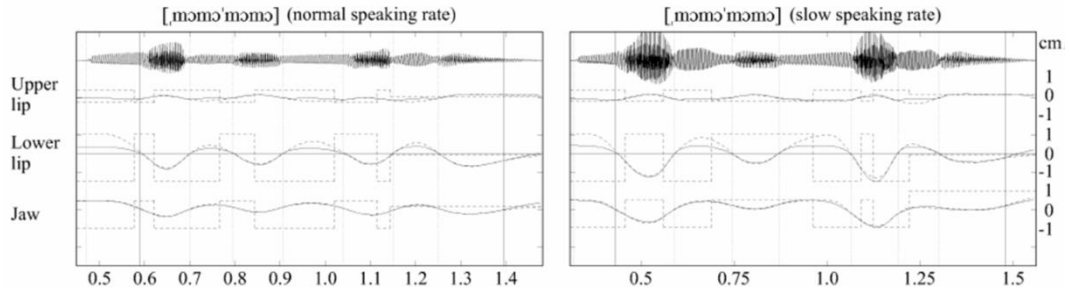 [ˌmɔmɔˈmɔmɔ] (normal speaking rate)
[ˌmɔmɔˈmɔmɔ] (slow speaking rate)
cm.
Upper
lip
1
0
-1
Lower
lip
1
0
-1
Jaw
1
0
-1
0.5 0.6 0.7 0.8 0.9 1.0 1.1 1.2 1.3 1.4
0.5 0.75 1.0 1.25 1.5